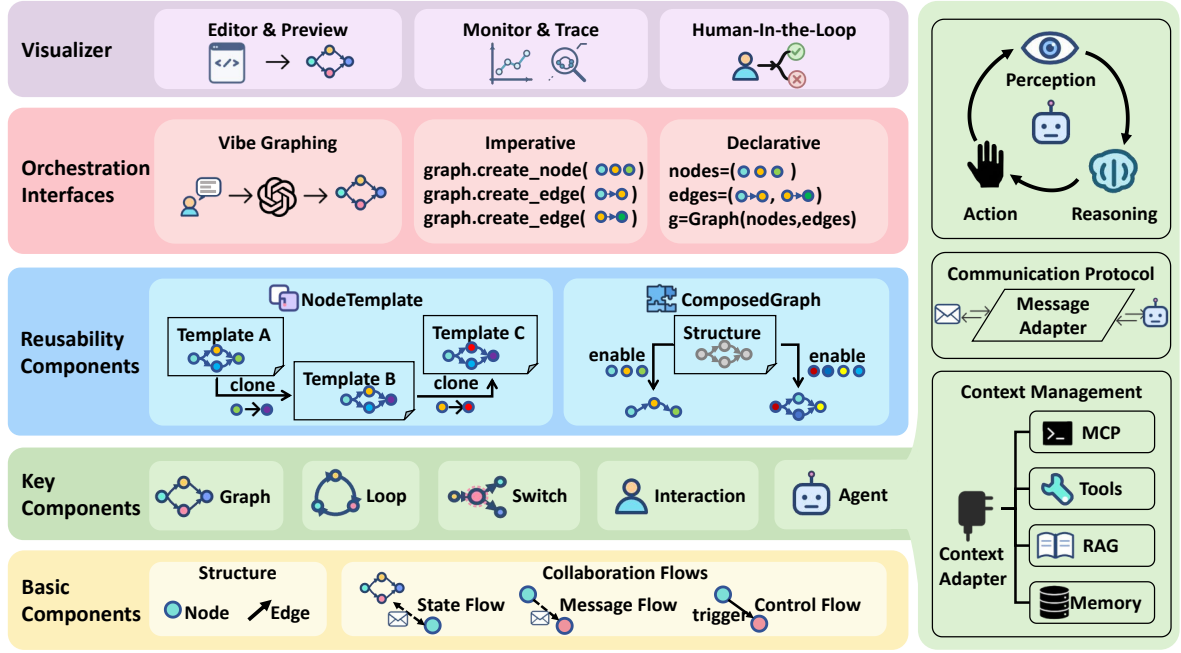 Visualizer
Editor & Preview
Monitor & Trace
Human-In-the-Loop
Orchestration
Interfaces
Vibe Graphing
Imperative
graph.create_node( )
graph.create_edge( )
graph.create_edge( )
Declarative
nodes=( )
edges=( , )
g=Graph(nodes,edges)
Reusability
Components
NodeTemplate
Template A
clone
Template B
clone
Template C
ComposedGraph
Structure
enable
enable
Key
Components
Graph
Loop
Switch
Interaction
Agent
Basic
Components
Structure
Node
Edge
Collaboration Flows
State Flow
Message Flow
trigger
Control Flow
Perception
Action
Reasoning
Communication Protocol
Message
Adapter
Context Management
Context
Adapter
MCP
Tools
RAG
Memory